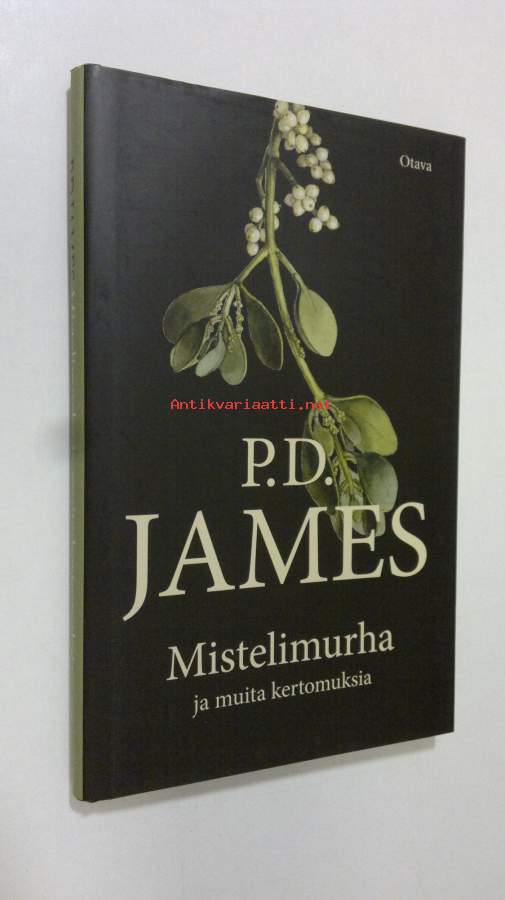 Otava
Antikvariaatti.net
P.D.
JAMES
Mistelimurha
ja muita kertomuksia